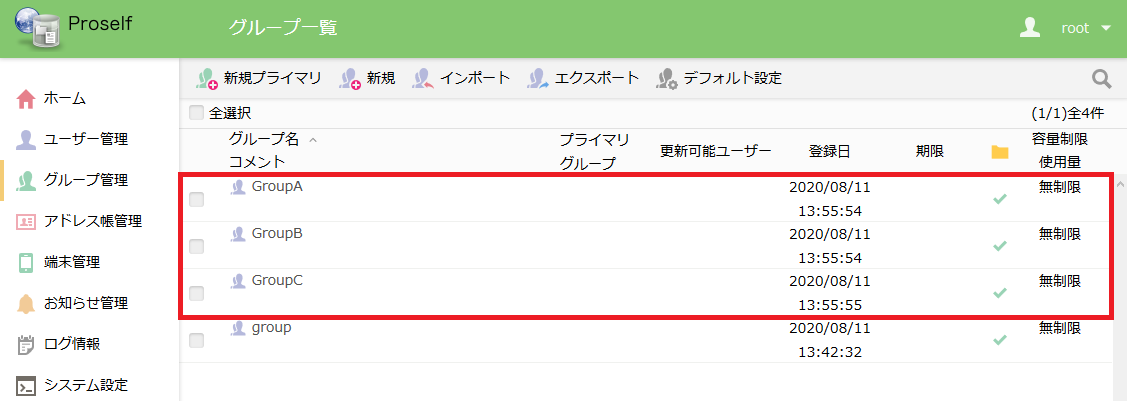 Proself
グループ一覧
root
ホーム
ユーザー管理
グループ管理
アドレス帳管理
端末管理
お知らせ管理
ログ情報
システム設定
新規プライマリ 新規 インポート エクスポート デフォルト設定
全選択 (1/1)全4件
グループ名 コメント
プライマリ グループ
更新可能ユーザー
登録日
期限
容量制限 使用量
GroupA 2020/08/11 無制限
13:55:54
GroupB 2020/08/11 無制限
13:55:54
GroupC 2020/08/11 無制限
13:55:55
group 2020/08/11 無制限
13:42:32